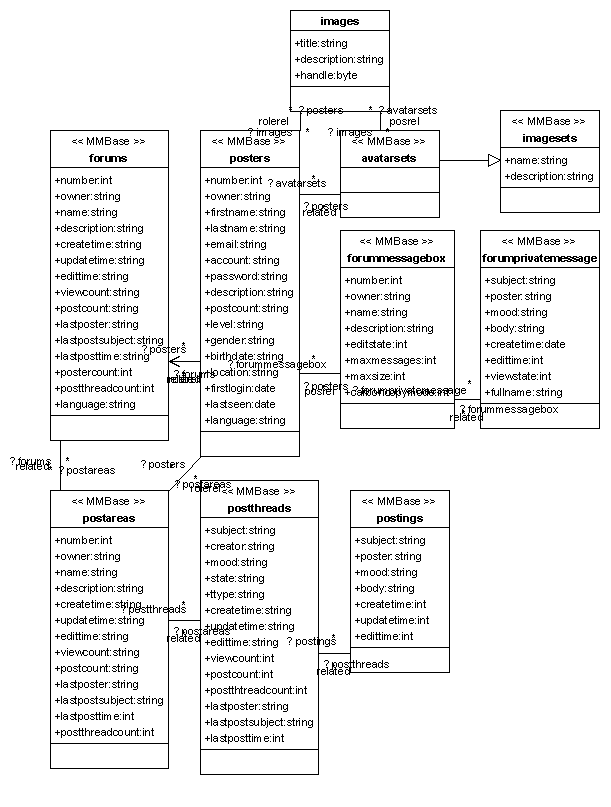 images
+title:string
+description:string
+handle:byte
* ? posters
rolerel
? images *
* ? avatarsets
posrel
? images *
<< MMBase >>
imagesets
+name:string
+description:string
<< MMBase >>
forums
+number:int
+owner:string
+name:string
+description:string
+createtime:string
+updatetime:string
+edittime:string
+viewcount:string
+postcount:string
+lastposter:string
+lastpostsubject:string
+lastposttime:string
+postercount:int
+postthreadcount:int
+language:string
<< MMBase >>
posters
+number:int
+owner:string
+firstname:string
+lastname:string
+email:string
+account:string
+password:string
+description:string
+postcount:string
+level:string
+gender:string
+birthdate:string
+location:string
+firstlogin:date
+lastseen:date
+language:string
<< MMBase >>
avatarsets
? avatarsets *
* ? posters
related
<< MMBase >>
forummessagebox
+number:int
+owner:string
+name:string
+description:string
+editstate:int
+maxmessages:int
+maxsize:int
+carboncopymode:int
<< MMBase >>
forumprivatemessage
+subject:string
+poster:string
+mood:string
+body:string
+createtime:date
+edittime:int
+viewstate:int
+fullname:string
? posters *
* ? forums
related
? forummessagebox *
* ? posters
posrel
? forumprivatemessage *
* ? forummessagebox
related
? forums *
related
* ? postareas
? posters *
* ? postareas
rolerel
<< MMBase >>
postareas
+number:int
+owner:string
+name:string
+description:string
+createtime:string
+updatetime:string
+edittime:string
+viewcount:string
+postcount:string
+lastposter:string
+lastpostsubject:string
+lastposttime:int
+postthreadcount:int
? postthreads *
* ? postareas
related
<< MMBase >>
postthreads
+subject:string
+creator:string
+mood:string
+state:string
+ttype:string
+createtime:string
+updatetime:string
+edittime:string
+viewcount:int
+postcount:int
+postthtreadcount:int
+lastposter:string
+lastpostsubject:string
+lastposttime:int
? postings *
* ? postthreads
related
<< MMBase >>
postings
+subject:string
+poster:string
+mood:string
+body:string
+createtime:int
+updatetime:int
+edittime:int